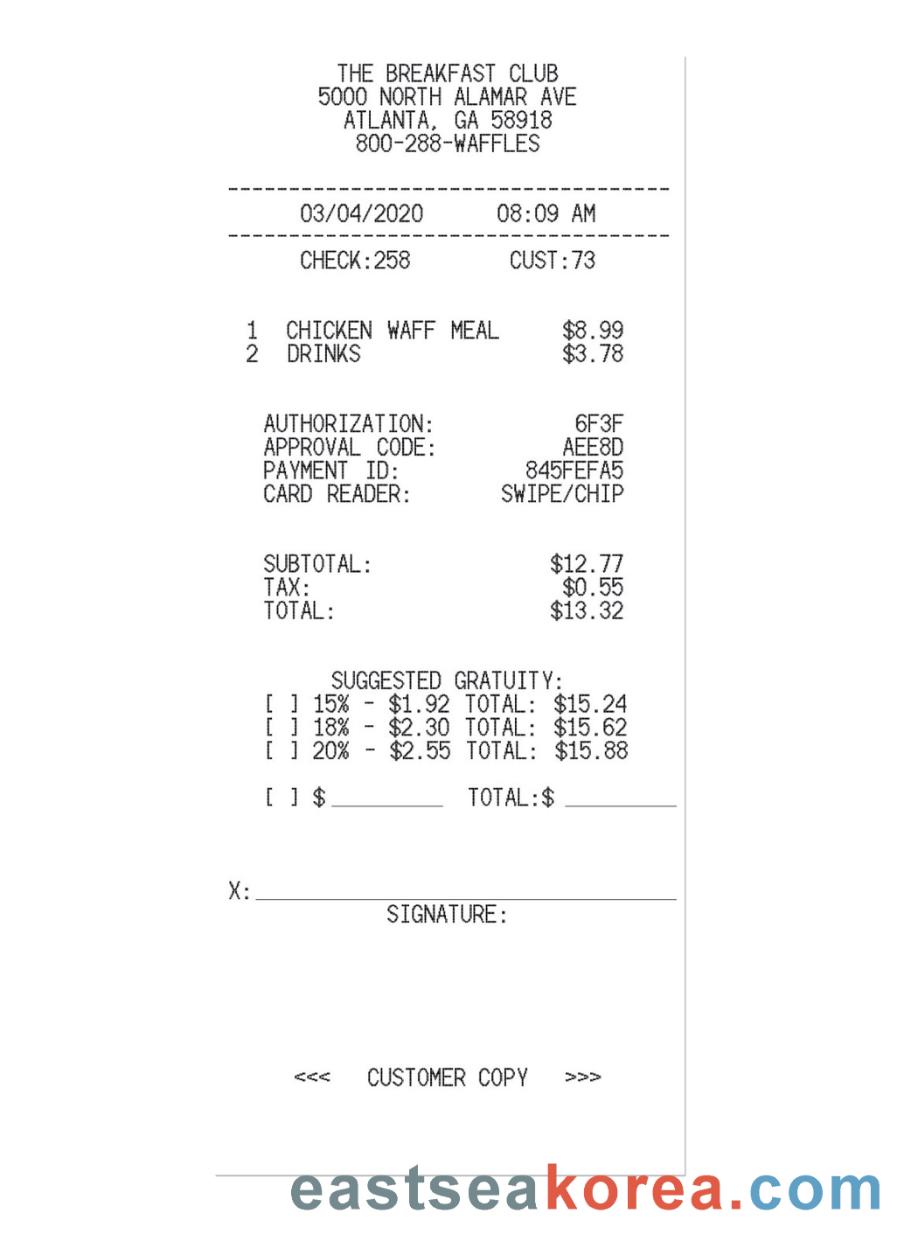 THE BREAKFAST CLUB
5000 NORTH ALAMAR AVE
ATLANTA, GA 58918
800-288-WAFFLES
------------------------------------
03/04/2020 08:09 AM
------------------------------------
CHECK:258 CUST:73
1 CHICKEN WAFF MEAL $8.99
2 DRINKS $3.78
AUTHORIZATION: 6F3F
APPROVAL CODE: AEE8D
PAYMENT ID: 845FEFA5
CARD READER: SWIPE/CHIP
SUBTOTAL: $12.77
TAX: $0.55
TOTAL: $13.32
SUGGESTED GRATUITY:
[ ] 15% - $1.92 TOTAL: $15.24
[ ] 18% - $2.30 TOTAL: $15.62
[ ] 20% - $2.55 TOTAL: $15.88
[ ] $_________ TOTAL:$ _________
X:__________________________________
SIGNATURE:
<<< CUSTOMER COPY >>>
eastseakorea.com